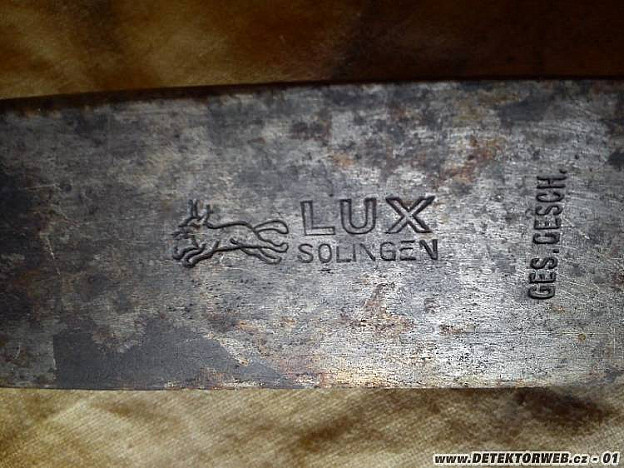 LUX
SOLINGEN
GES. GESCH.
www.DETEKTORWEB.cz - 01